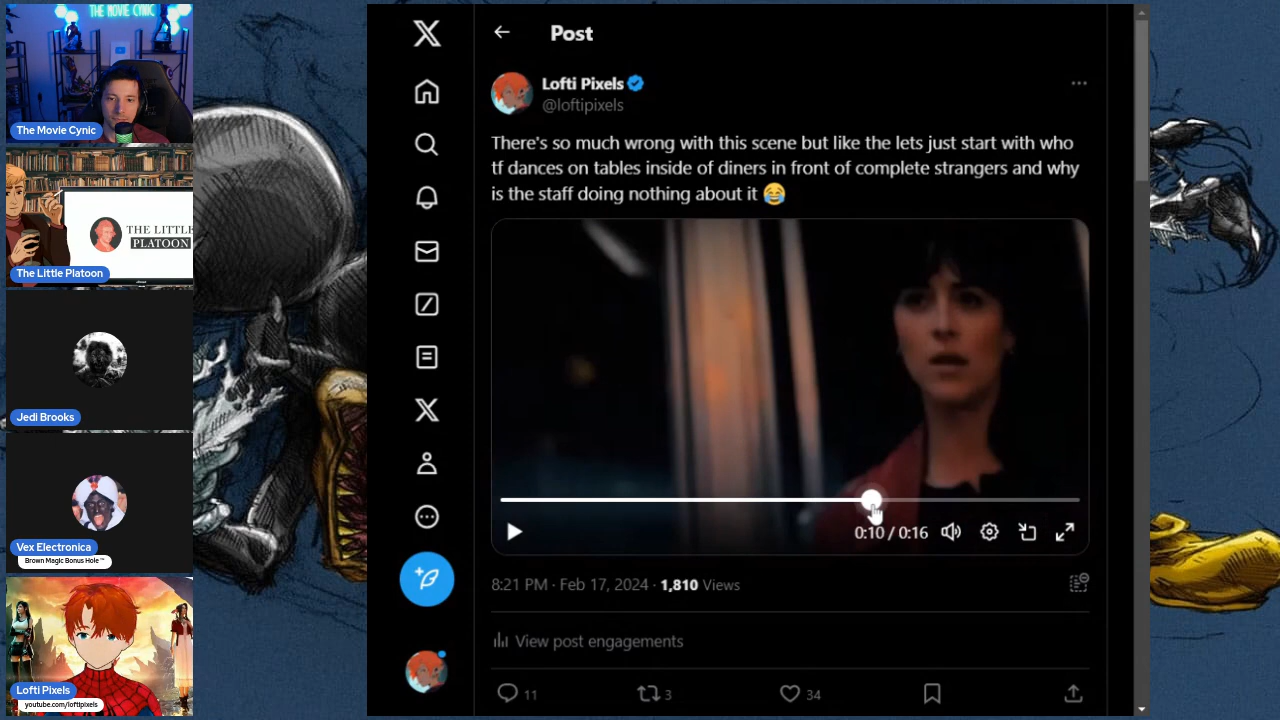 THE MOVIE CYNIC
The Movie Cynic
THE LITTLE
PLATOON
The Little Platoon
Jedi Brooks
Vex Electronica
Brown Magic Bonus Hole™
Lofti Pixels
youtube.com/loftipixels
Post
Lofti Pixels
@loftipixels
There's so much wrong with this scene but like the lets just start with who
tf dances on tables inside of diners in front of complete strangers and why
is the staff doing nothing about it 😂
0:10 / 0:16
8:21 PM · Feb 17, 2024 · 1,810 Views
View post engagements
11
3
34